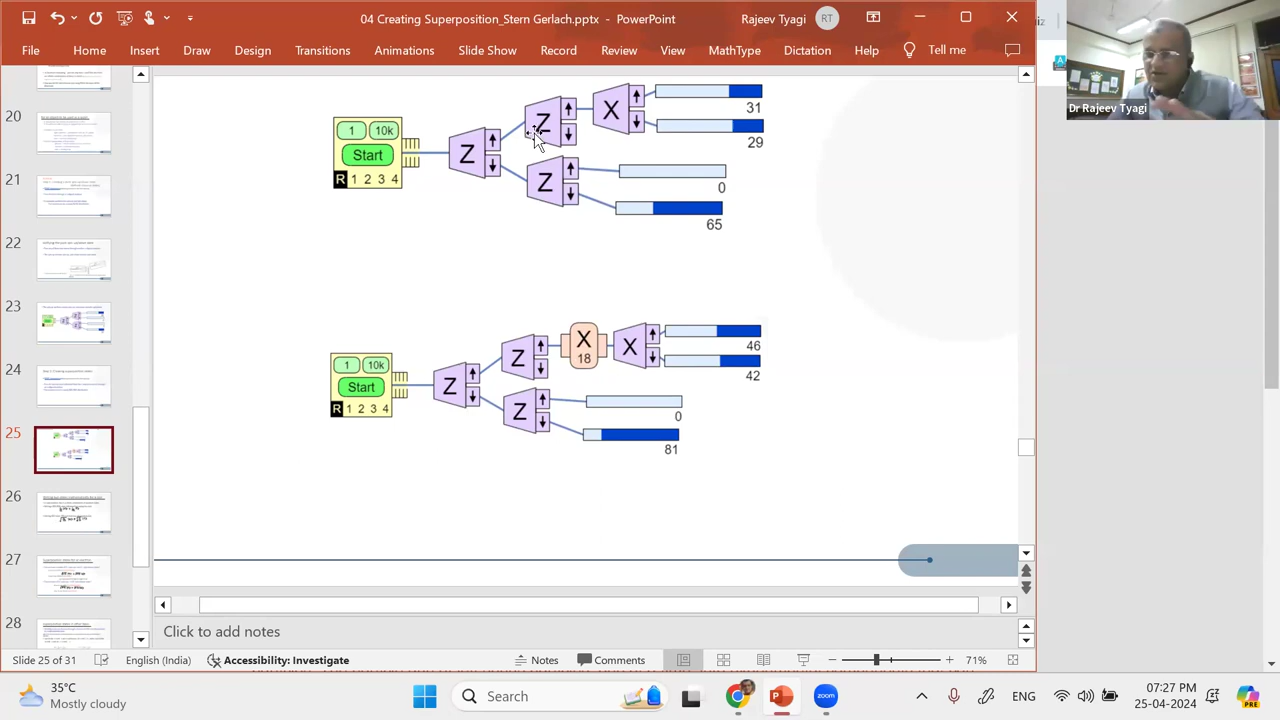 04 Creating Superposition_Stern Gerlach.pptx - PowerPoint
Rajeev Tyagi
RT
File
Home
Insert
Draw
Design
Transitions
Animations
Slide Show
Record
Review
View
MathType
Dictation
Help
Tell me
Dr Rajeev Tyagi
20
21
22
23
24
25
26
27
28
1 10k
Start
R 1 2 3 4
Z
Z
X
31
28
Z
0
65
1 10k
Start
R 1 2 3 4
Z
Z
X
18
X
46
42
Z
0
81
Click to add notes
Slide 25 of 31
English (India)
Accessibility: Investigate
Notes
Comments
71%
35°C
Mostly cloudy
Search
zoom
ENG
07:27 PM
25-04-2024
PRE